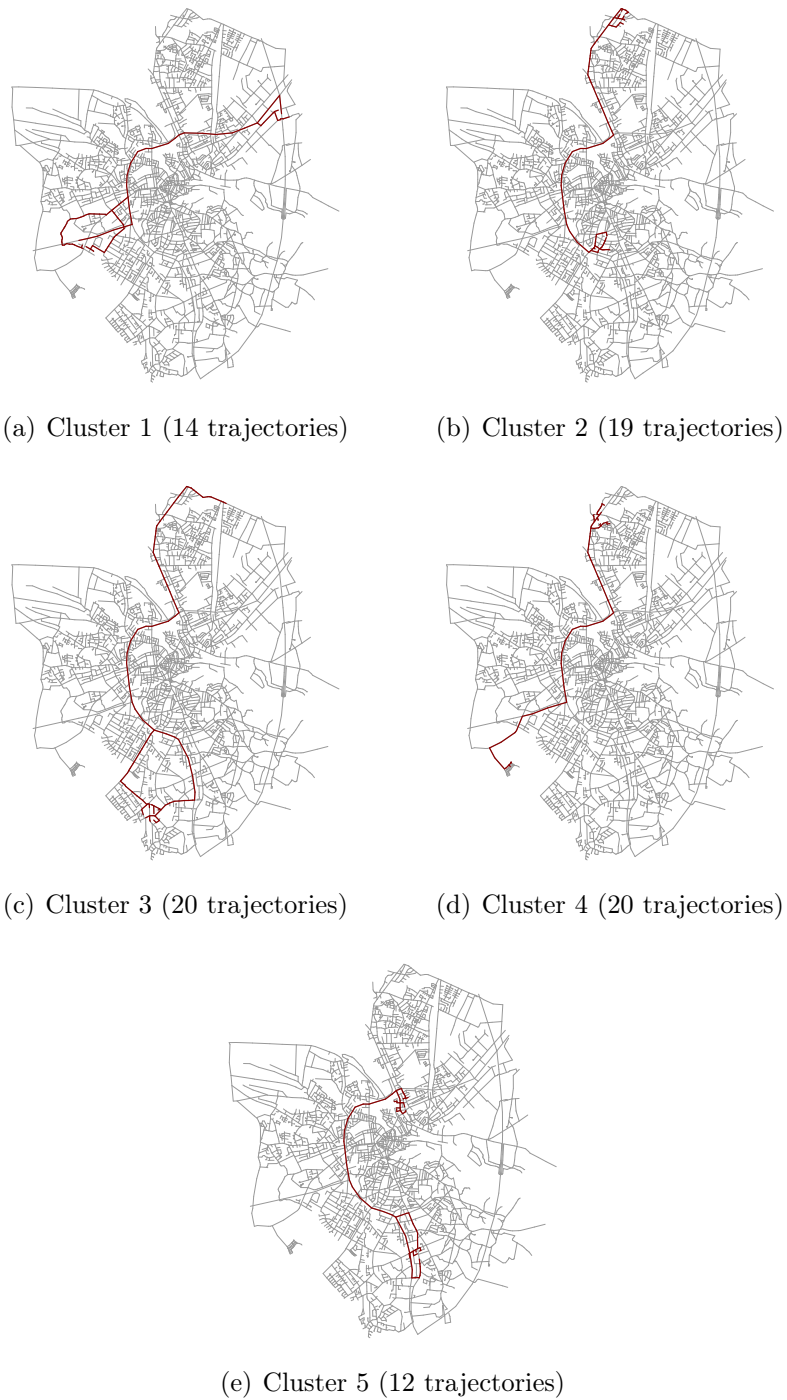 (a) Cluster 1 (14 trajectories)
(b) Cluster 2 (19 trajectories)
(c) Cluster 3 (20 trajectories)
(d) Cluster 4 (20 trajectories)
(e) Cluster 5 (12 trajectories)